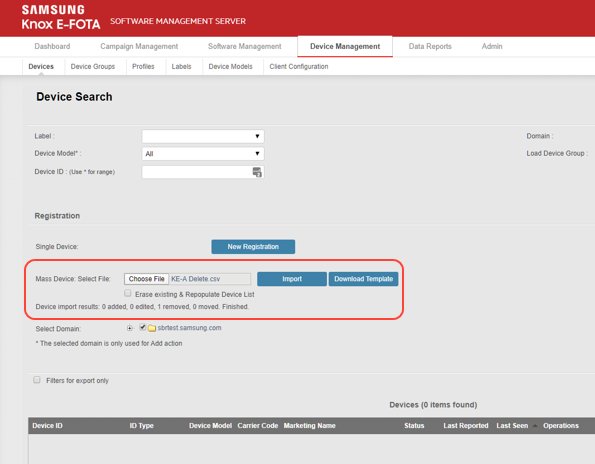 SAMSUNG
Knox E-FOTA SOFTWARE MANAGEMENT SERVER
Dashboard Campaign Management Software Management Device Management Data Reports Admin
Devices Device Groups Profiles Labels Device Models Client Configuration
Device Search
Label : Domain :
Device Model* : All Load Device Group :
Device ID : (Use * for range)
Registration
Single Device: New Registration
Mass Device: Select File: Choose File KE-A Delete.csv Import Download Template
Erase existing & Repopulate Device List
Device import results: 0 added, 0 edited, 1 removed, 0 moved. Finished.
Select Domain: sbrtest.samsung.com
* The selected domain is only used for Add action
Filters for export only
Devices (0 items found)
Device ID ID Type Device Model Carrier Code Marketing Name Status Last Reported Last Seen Operations